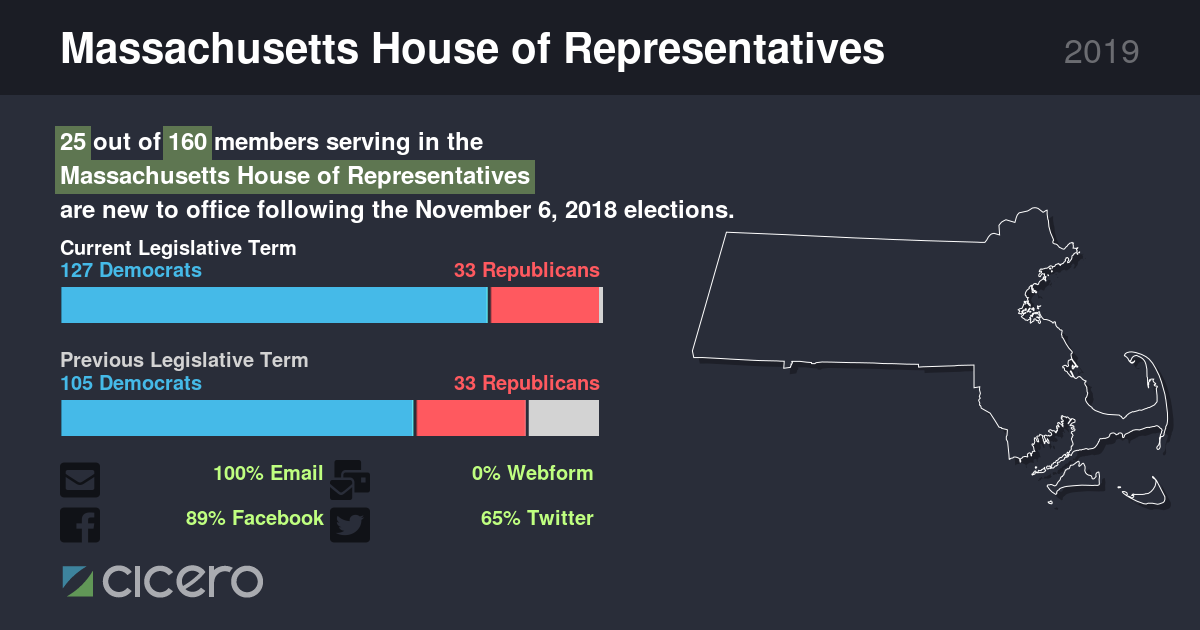 Massachusetts House of Representatives
2019
25 out of 160 members serving in the
Massachusetts House of Representatives
are new to office following the November 6, 2018 elections.
Current Legislative Term
127 Democrats 33 Republicans
Previous Legislative Term
105 Democrats 33 Republicans
100% Email 0% Webform
89% Facebook 65% Twitter
cicero